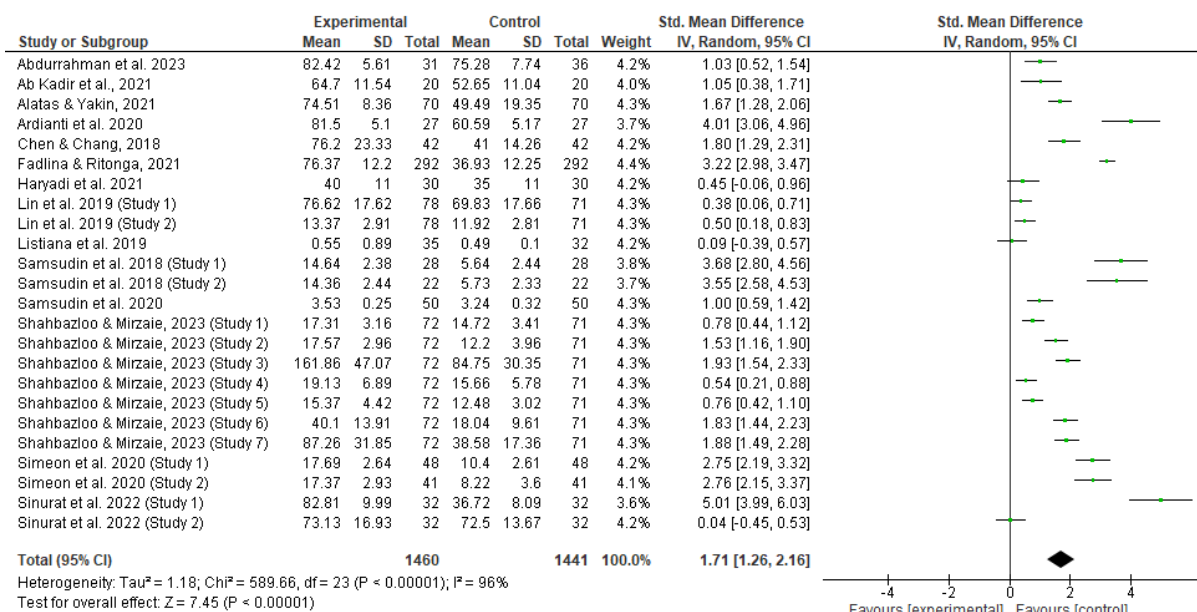 Experimental Control Std. Mean Difference Std. Mean Difference
Study or Subgroup Mean SD Total Mean SD Total Weight IV, Random, 95% CI IV, Random, 95% CI
Abdurrahman et al. 2023 82.42 5.61 31 75.28 7.74 36 4.2% 1.03 [0.52, 1.54]
Ab Kadir et al., 2021 64.7 11.54 20 52.65 11.04 20 4.0% 1.05 [0.38, 1.71]
Alatas & Yakin, 2021 74.51 8.36 70 49.49 19.35 70 4.3% 1.67 [1.28, 2.06]
Ardianti et al. 2020 81.5 5.1 27 60.59 5.17 27 3.7% 4.01 [3.06, 4.96]
Chen & Chang, 2018 76.2 23.33 42 41 14.26 42 4.2% 1.80 [1.29, 2.31]
Fadlina & Ritonga, 2021 76.37 12.2 292 36.93 12.25 292 4.4% 3.22 [2.98, 3.47]
Haryadi et al. 2021 40 11 30 35 11 30 4.2% 0.45 [-0.06, 0.96]
Lin et al. 2019 (Study 1) 76.62 17.62 78 69.83 17.66 71 4.3% 0.38 [0.06, 0.71]
Lin et al. 2019 (Study 2) 13.37 2.91 78 11.92 2.81 71 4.3% 0.50 [0.18, 0.83]
Listiana et al. 2019 0.55 0.89 35 0.49 0.1 32 4.2% 0.09 [-0.39, 0.57]
Samsudin et al. 2018 (Study 1) 14.64 2.38 28 5.64 2.44 28 3.8% 3.68 [2.80, 4.56]
Samsudin et al. 2018 (Study 2) 14.36 2.44 22 5.73 2.33 22 3.7% 3.55 [2.58, 4.53]
Samsudin et al. 2020 3.53 0.25 50 3.24 0.32 50 4.3% 1.00 [0.59, 1.42]
Shahbazloo & Mirzaie, 2023 (Study 1) 17.31 3.16 72 14.72 3.41 71 4.3% 0.78 [0.44, 1.12]
Shahbazloo & Mirzaie, 2023 (Study 2) 17.57 2.96 72 12.2 3.96 71 4.3% 1.53 [1.16, 1.90]
Shahbazloo & Mirzaie, 2023 (Study 3) 161.86 47.07 72 84.75 30.35 71 4.3% 1.93 [1.54, 2.33]
Shahbazloo & Mirzaie, 2023 (Study 4) 19.13 6.89 72 15.66 5.78 71 4.3% 0.54 [0.21, 0.88]
Shahbazloo & Mirzaie, 2023 (Study 5) 15.37 4.42 72 12.48 3.02 71 4.3% 0.76 [0.42, 1.10]
Shahbazloo & Mirzaie, 2023 (Study 6) 40.1 13.91 72 18.04 9.61 71 4.3% 1.83 [1.44, 2.23]
Shahbazloo & Mirzaie, 2023 (Study 7) 87.26 31.85 72 38.58 17.36 71 4.3% 1.88 [1.49, 2.28]
Simeon et al. 2020 (Study 1) 17.69 2.64 48 10.4 2.61 48 4.2% 2.75 [2.19, 3.32]
Simeon et al. 2020 (Study 2) 17.37 2.93 41 8.22 3.6 41 4.1% 2.76 [2.15, 3.37]
Sinurat et al. 2022 (Study 1) 82.81 9.99 32 36.72 8.09 32 3.6% 5.01 [3.99, 6.03]
Sinurat et al. 2022 (Study 2) 73.13 16.93 32 72.5 13.67 32 4.2% 0.04 [-0.45, 0.53]
Total (95% CI) 1460 1441 100.0% 1.71 [1.26, 2.16]
Heterogeneity: Tau² = 1.18; Chi² = 589.66, df = 23 (P < 0.00001); I² = 96%
Test for overall effect: Z = 7.45 (P < 0.00001)
-4 -2 0 2 4
Favours [experimental] Favours [control]